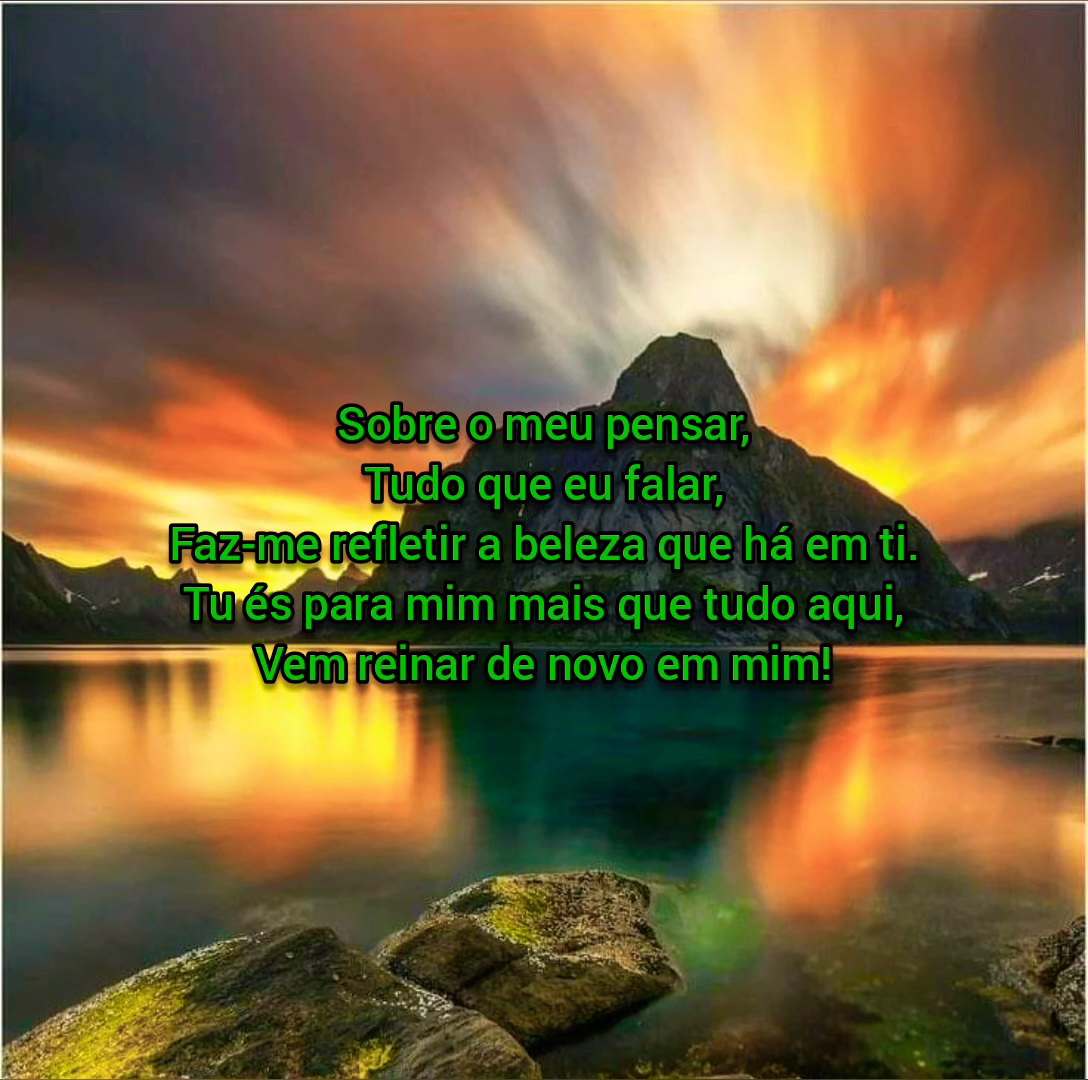 Sobre o meu pensar,
Tudo que eu falar,
Faz-me refletir a beleza que há em ti.
Tu és para mim mais que tudo aqui,
Vem reinar de novo em mim!